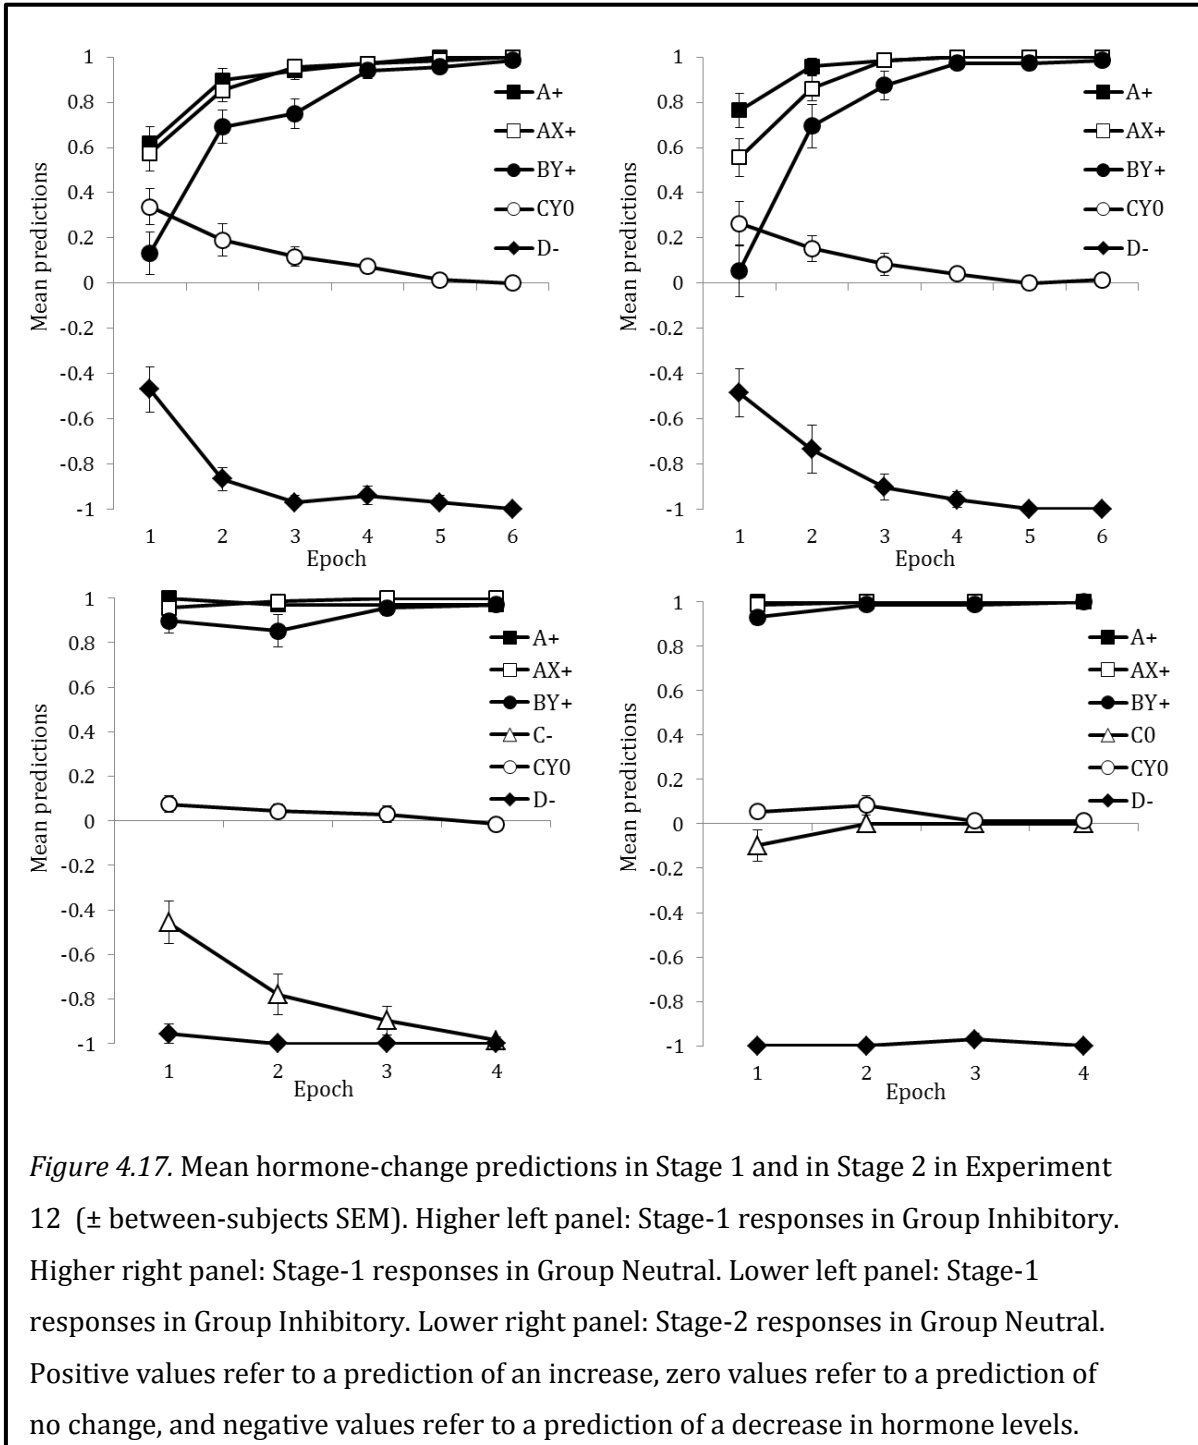 1
0.8
0.6
0.4
0.2
0
-0.2
-0.4
-0.6
-0.8
-1
Mean predictions
1 2 3 4 5 6
Epoch
A+
AX+
BY+
CY0
D-
1
0.8
0.6
0.4
0.2
0
-0.2
-0.4
-0.6
-0.8
-1
Mean predictions
1 2 3 4 5 6
Epoch
A+
AX+
BY+
CY0
D-
1
0.8
0.6
0.4
0.2
0
-0.2
-0.4
-0.6
-0.8
-1
Mean predictions
1 2 3 4
Epoch
A+
AX+
BY+
C-
CY0
D-
1
0.8
0.6
0.4
0.2
0
-0.2
-0.4
-0.6
-0.8
-1
Mean predictions
1 2 3 4
Epoch
A+
AX+
BY+
C0
CY0
D-
Figure 4.17. Mean hormone-change predictions in Stage 1 and in Stage 2 in Experiment
12 (± between-subjects SEM). Higher left panel: Stage-1 responses in Group Inhibitory.
Higher right panel: Stage-1 responses in Group Neutral. Lower left panel: Stage-1
responses in Group Inhibitory. Lower right panel: Stage-2 responses in Group Neutral.
Positive values refer to a prediction of an increase, zero values refer to a prediction of
no change, and negative values refer to a prediction of a decrease in hormone levels.